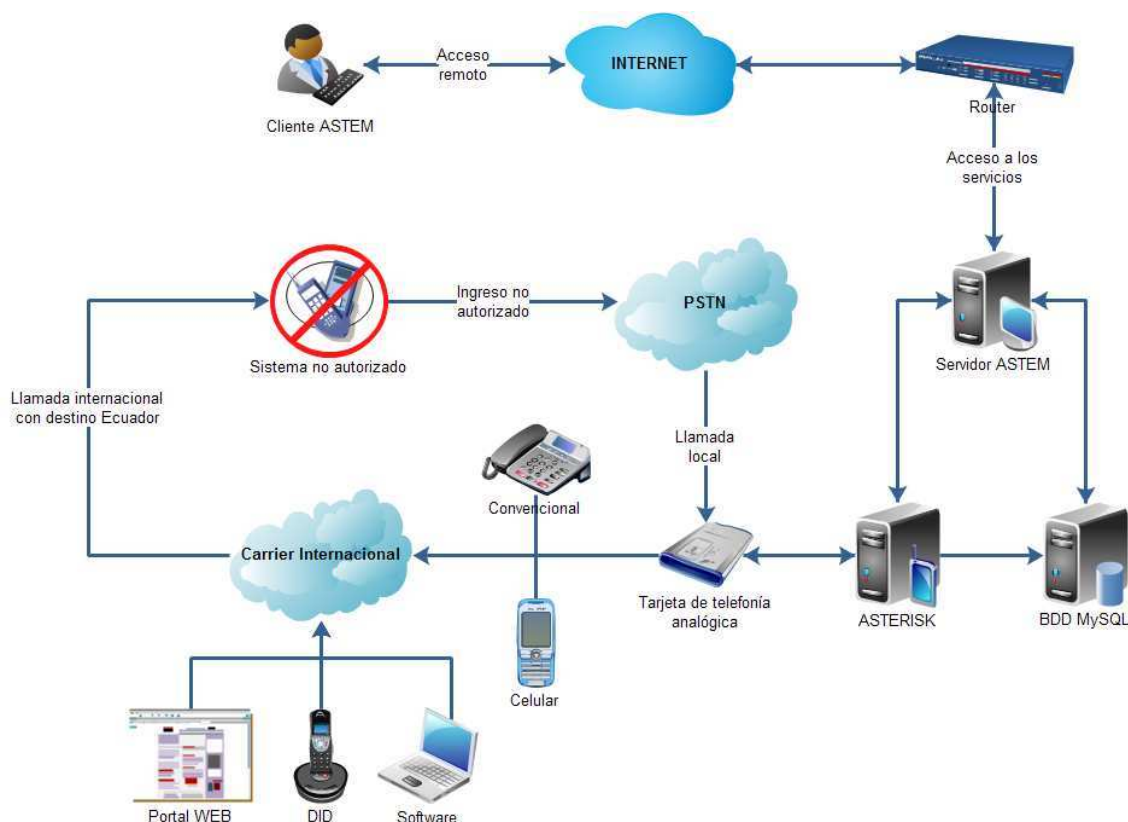 Acceso
remoto
INTERNET
Cliente ASTEM
Router
Acceso a los
servicios
Ingreso no
autorizado
PSTN
Sistema no autorizado
Servidor ASTEM
Llamada internacional
con destino Ecuador
Llamada
local
Convencional
Carrier Internacional
Tarjeta de telefonía
analógica
ASTERISK
BDD MySQL
Celular
Portal WEB
DID
Software